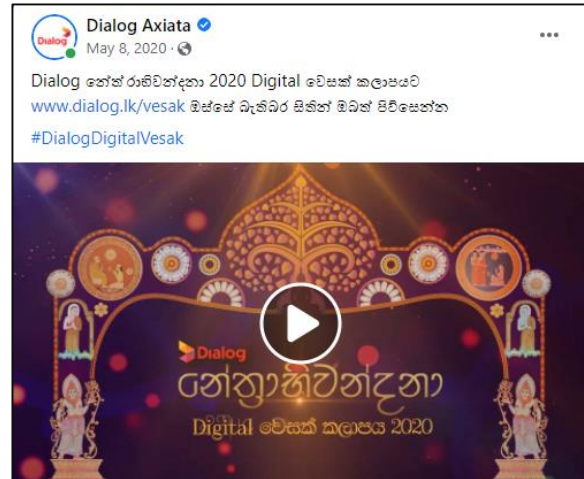 Dialog
Dialog Axiata
May 8, 2020 ·
Dialog නේත්‍රාභිවන්දනා 2020 Digital වෙසක් කලාපයට
www.dialog.lk/vesak ඔස්සේ බැතිබර සිතින් ඔබත් පිවිසෙන්න
#DialogDigitalVesak
Dialog
නේත්‍රාභිවන්දනා
Digital වෙසක් කලාපය 2020